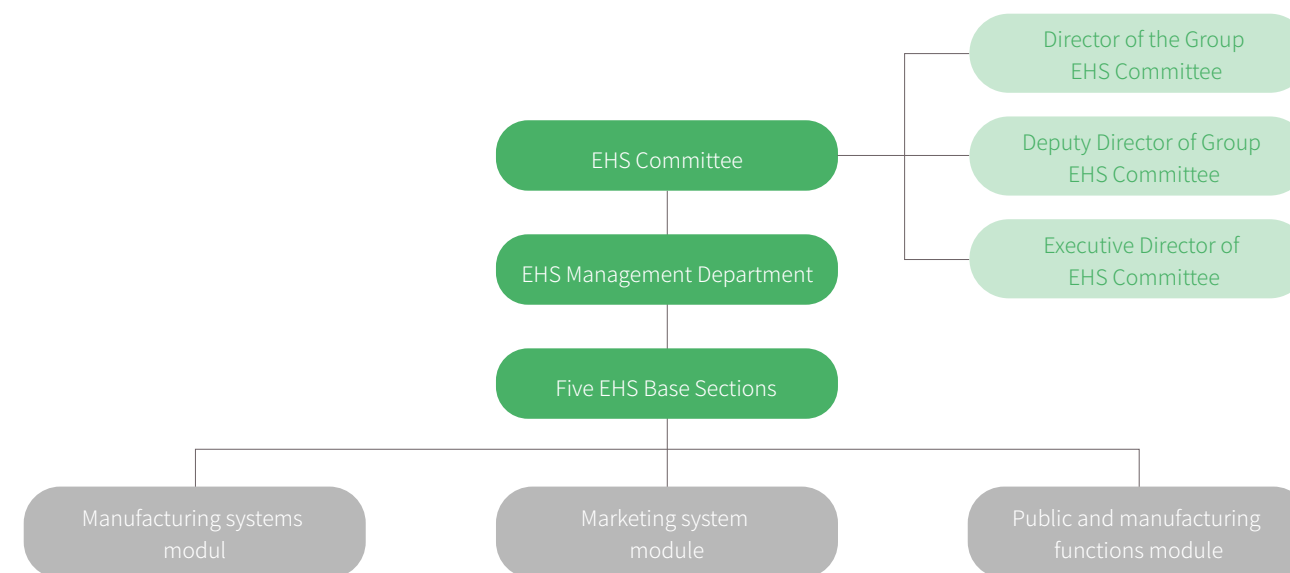 Director of the Group
EHS Committee
EHS Committee
Deputy Director of Group
EHS Committee
Executive Director of
EHS Committee
EHS Management Department
Five EHS Base Sections
Manufacturing systems
modul
Marketing system
module
Public and manufacturing
functions module